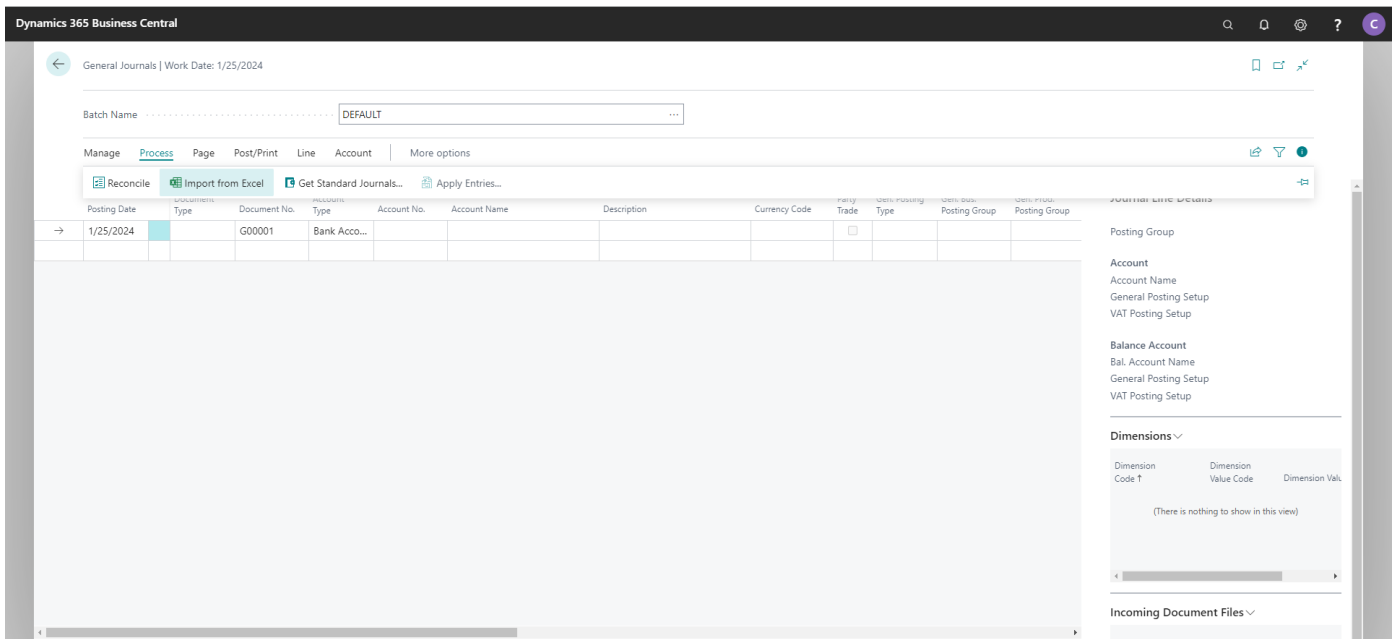 Dynamics 365 Business Central
?
C
General Journals | Work Date: 1/25/2024
Batch Name
DEFAULT
...
Manage Process Page Post/Print Line Account More options
Reconcile Import from Excel Get Standard Journals... Apply Entries...
Posting Date Document Type Document No. Account Type Account No. Account Name Description Currency Code Party Trade Gen. Posting Type Gen. Bus. Posting Group Gen. Prod. Posting Group
1/25/2024 G00001 Bank Acco...
Journal Line Details
Posting Group
Account
Account Name
General Posting Setup
VAT Posting Setup
Balance Account
Bal. Account Name
General Posting Setup
VAT Posting Setup
Dimensions
Dimension Code ↑ Dimension Value Code Dimension Valu
(There is nothing to show in this view)
Incoming Document Files